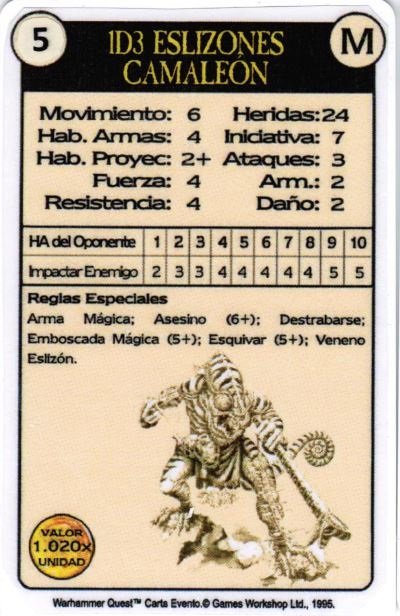 5
1D3 ESLIZONES
CAMALEÓN
M
Movimiento: 6 Heridas: 24
Hab. Armas: 4 Iniciativa: 7
Hab. Proyec: 2+ Ataques: 3
Fuerza: 4 Arm.: 2
Resistencia: 4 Daño: 2
HA del Oponente 1 2 3 4 5 6 7 8 9 10
Impactar Enemigo 2 3 3 4 4 4 4 4 5 5
Reglas Especiales
Arma Mágica; Asesino (6+); Destrabarse;
Emboscada Mágica (5+); Esquivar (5+); Veneno
Eslizón.
VALOR
1.020x
UNIDAD
Warhammer Quest™ Carta Evento.© Games Workshop Ltd., 1995.